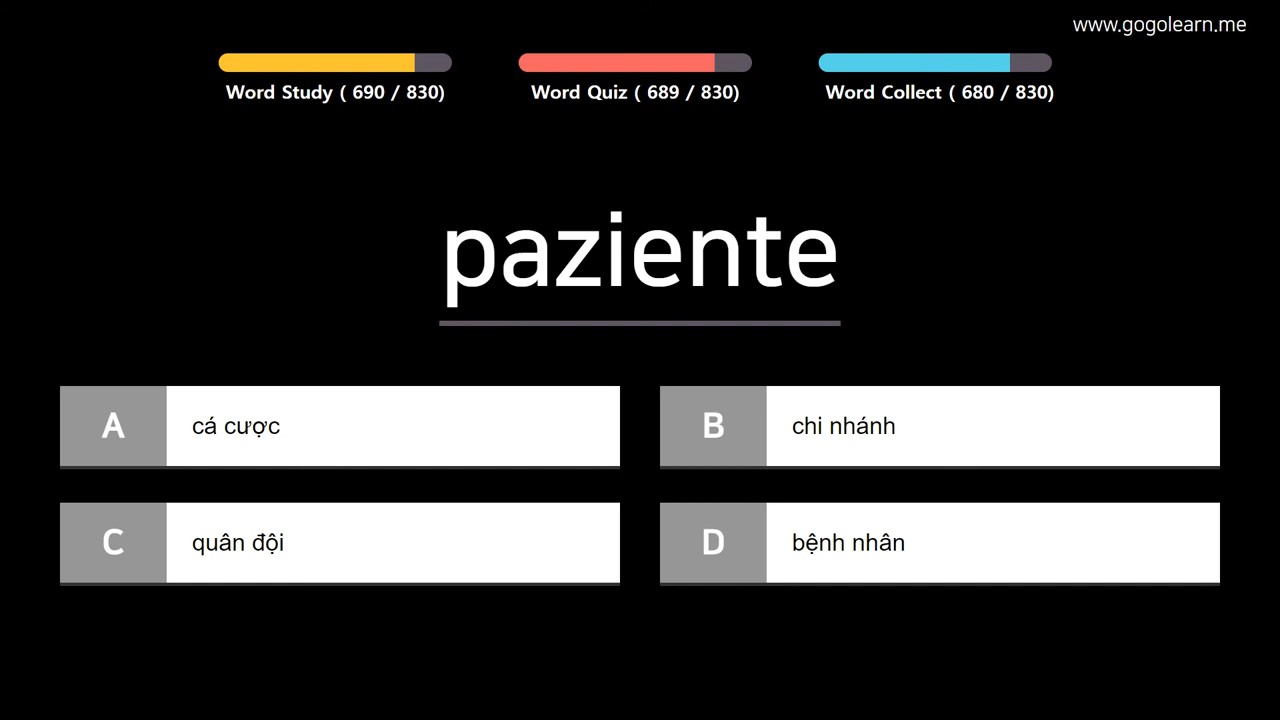 www.gogolearn.me
Word Study ( 690 / 830)
Word Quiz ( 689 / 830)
Word Collect ( 680 / 830)
paziente
A
cá cược
B
chi nhánh
C
quân đội
D
bệnh nhân